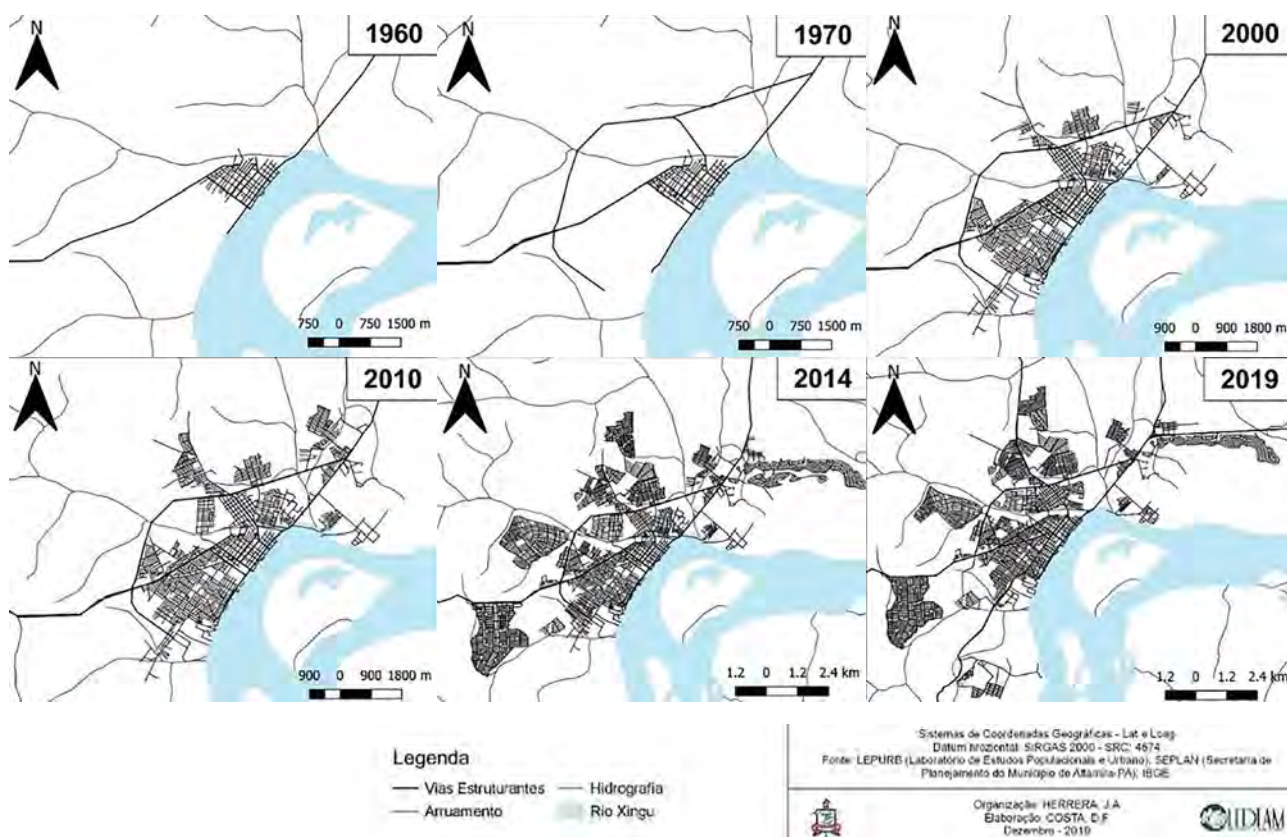 N
1960
750 0 750 1500 m
N
1970
750 0 750 1500 m
N
2000
900 0 900 1800 m
N
2010
900 0 900 1800 m
N
2014
1.2 0 1.2 2.4 km
N
2019
1.2 0 1.2 2.4 km
Legenda
Vias Estruturantes
Hidrografia
Arruamento
Rio Xingu
Sistemas de Coordenadas Geográficas - Lat e Long
Datum horizontal: SIRGAS 2000 - SRC: 4674
Fonte: LEPURB (Laboratório de Estudos Populacionais e Urbano); SEPLAN (Secretaria de
Planejamento do Município de Altamira-PA); IBGE
Organização: HERRERA, J.A
Elaboração: COSTA, D.F
Dezembro - 2019